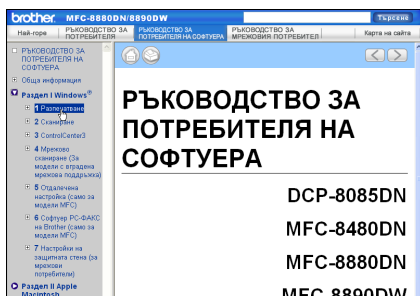 brother. MFC-8880DN/8890DW
Търсене
Най-горе
РЪКОВОДСТВО ЗА ПОТРЕБИТЕЛЯ
РЪКОВОДСТВО ЗА ПОТРЕБИТЕЛЯ НА СОФТУЕРА
РЪКОВОДСТВО ЗА МРЕЖОВИЯ ПОТРЕБИТЕЛ
Карта на сайта
РЪКОВОДСТВО ЗА
ПОТРЕБИТЕЛЯ НА
СОФТУЕРА
Обща информация
Раздел I Windows®
1 Разпечатване
2 Сканиране
3 ControlCenter3
4 Мрежово
сканиране (За
модели с вградена
мрежова поддръжка)
5 Отдалечена
настройка (само за
модели MFC)
6 Софтуер PC-ФАКС
на Brother (само за
модели MFC)
7 Настройки на
защитната стена (за
мрежови
потребители)
Раздел II Apple
Macintosh
РЪКОВОДСТВО ЗА
ПОТРЕБИТЕЛЯ НА
СОФТУЕРА
DCP-8085DN
MFC-8480DN
MFC-8880DN
MFC-8890DW